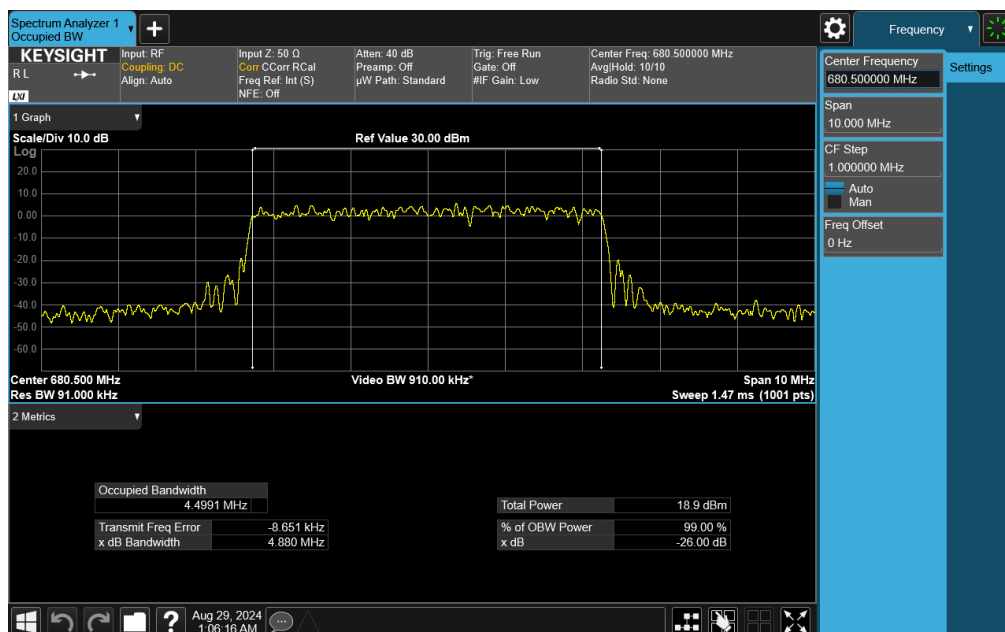 Spectrum Analyzer 1
Occupied BW
Frequency
KEYSIGHT
R L
LXI
Input: RF
Coupling: DC
Align: Auto
Input Z: 50 Ω
Corr CCorr RCal
Freq Ref: Int (S)
NFE: Off
Atten: 40 dB
Preamp: Off
µW Path: Standard
Trig: Free Run
Gate: Off
#IF Gain: Low
Center Freq: 680.500000 MHz
Avg|Hold: 10/10
Radio Std: None
Center Frequency
680.500000 MHz
Settings
Span
10.000 MHz
CF Step
1.000000 MHz
Auto
Man
Freq Offset
0 Hz
1 Graph
Scale/Div 10.0 dB
Ref Value 30.00 dBm
Log
20.0
10.0
0.00
-10.0
-20.0
-30.0
-40.0
-50.0
-60.0
Center 680.500 MHz
Video BW 910.00 kHz*
Span 10 MHz
Res BW 91.000 kHz
Sweep 1.47 ms (1001 pts)
2 Metrics
Occupied Bandwidth
4.4991 MHz
Total Power 18.9 dBm
Transmit Freq Error -8.651 kHz
% of OBW Power 99.00 %
x dB Bandwidth 4.880 MHz
x dB -26.00 dB
Aug 29, 2024
1:06:16 AM